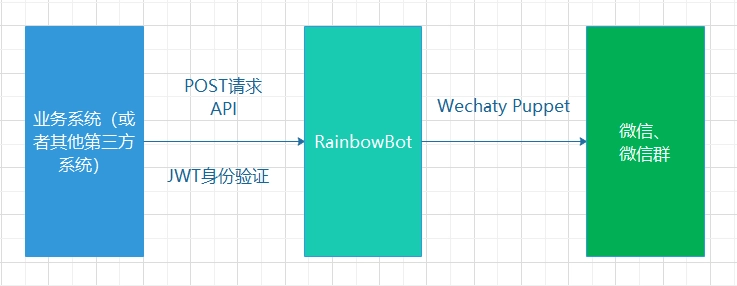 业务系统（或
者其他第三方
系统）
POST请求
API
JWT身份验证
RainbowBot
Wechaty Puppet
微信、
微信群